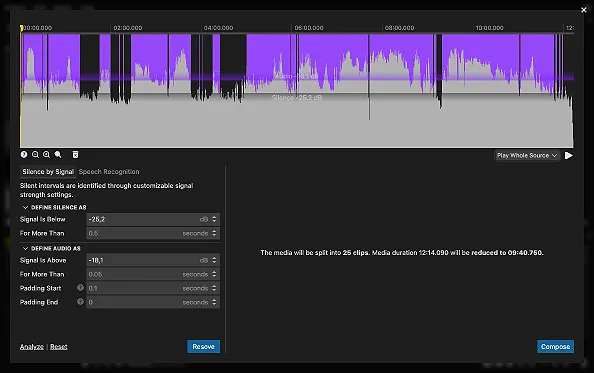 00:00.000 02:00.000 04:00.000 06:00.000 08:00.000 10:00.000 12:
Silence -25.2 dB
Play Whole Source
Silence by Signal Speech Recognition
Silent intervals are identified through customizable signal
strength settings.
DEFINE SILENCE AS
Signal Is Below -25,2 dB
For More Than 0.5 seconds
DEFINE AUDIO AS
Signal Is Above -18,1 dB
For More Than 0.05 seconds
Padding Start ? 0.1 seconds
Padding End ? 0 seconds
The media will be split into 25 clips. Media duration 12:14.090 will be reduced to 09:40.750.
Analyze | Reset Resove Compose